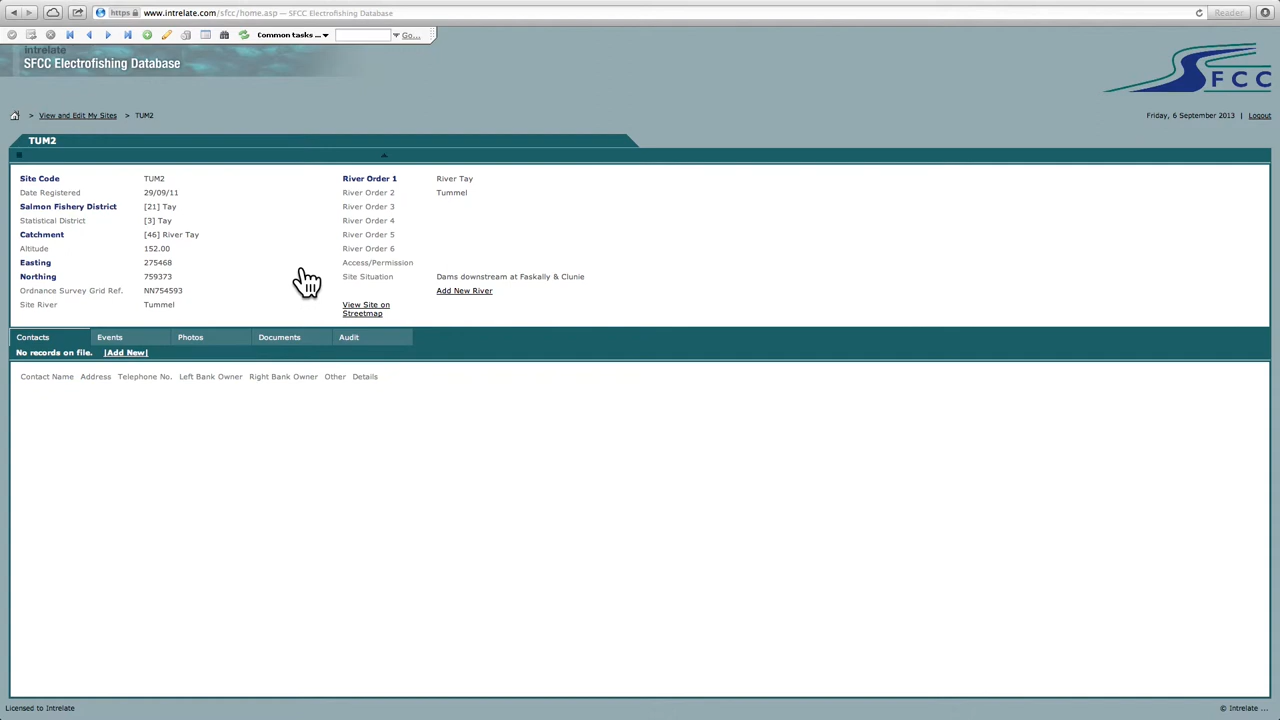 https www.intrelate.com/sfcc/home.asp — SFCC Electrofishing Database
Reader
Common tasks ...
Go...
intrelate
SFCC Electrofishing Database
SFCC
> View and Edit My Sites > TUM2
Friday, 6 September 2013 | Logout
TUM2
Site Code TUM2
Date Registered 29/09/11
Salmon Fishery District [21] Tay
Statistical District [3] Tay
Catchment [46] River Tay
Altitude 152.00
Easting 275468
Northing 759373
Ordnance Survey Grid Ref. NN754593
Site River Tummel
River Order 1 River Tay
River Order 2 Tummel
River Order 3
River Order 4
River Order 5
River Order 6
Access/Permission
Site Situation Dams downstream at Faskally & Clunie
Add New River
View Site on
Streetmap
Contacts Events Photos Documents Audit
No records on file. |Add New|
Contact Name Address Telephone No. Left Bank Owner Right Bank Owner Other Details
Licensed to Intrelate
© Intrelate ...